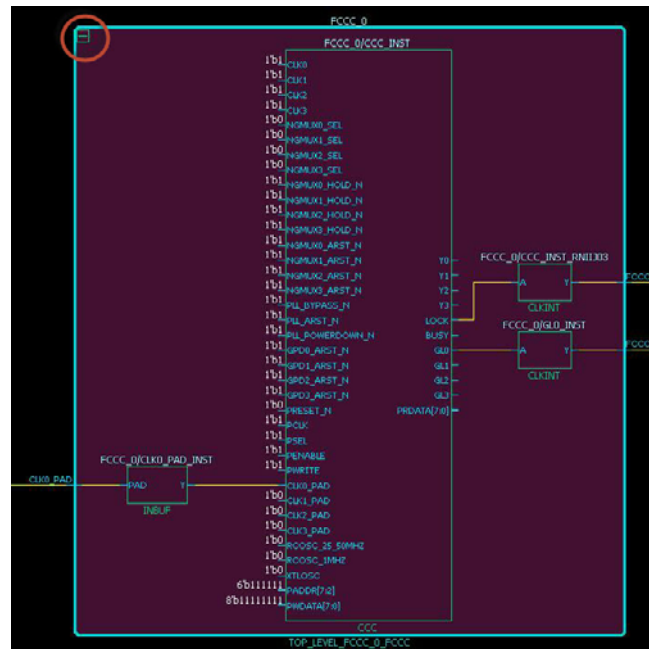 FCCC_0
FCCC_0/CCC_INST
1'b1 CLK0
1'b1 CLK1
1'b1 CLK2
1'b1 CLK3
1'b0 NGMUX0_SEL
1'b0 NGMUX1_SEL
1'b0 NGMUX2_SEL
1'b0 NGMUX3_SEL
1'b1 NGMUX0_HOLD_N
1'b1 NGMUX1_HOLD_N
1'b1 NGMUX2_HOLD_N
1'b1 NGMUX3_HOLD_N
1'b1 NGMUX0_ARST_N
1'b1 NGMUX1_ARST_N Y0
1'b1 NGMUX2_ARST_N Y1
1'b1 NGMUX3_ARST_N Y2
1'b1 PLL_BYPASS_N Y3
1'b1 PLL_ARST_N LOCK
1'b1 PLL_POWERDOWN_N BUSY
1'b1 GPD0_ARST_N GL0
1'b1 GPD1_ARST_N GL1
1'b1 GPD2_ARST_N GL2
1'b1 GPD3_ARST_N GL3
1'b0 PRESET_N PRDATA[7:0]
1'b1 PCLK
1'b1 PSEL
1'b1 PENABLE
1'b1 PWRITE
CLK0_PAD
1'b0 CLK1_PAD
1'b0 CLK2_PAD
1'b0 CLK3_PAD
1'b0 RCOSC_25_50MHZ
1'b0 RCOSC_1MHZ
1'b0 XTLOSC
6'b111111 PADDR[7:2]
8'b11111111 PWDATA[7:0]
CCC
FCCC_0/CCC_INST_RNIIJ03
A Y FCCC
CLKINT
FCCC_0/GL0_INST
A Y FCCC
CLKINT
FCCC_0/CLK0_PAD_INST
CLK0_PAD PAD Y
INBUF
TOP_LEVEL_FCCC_0_FCCC